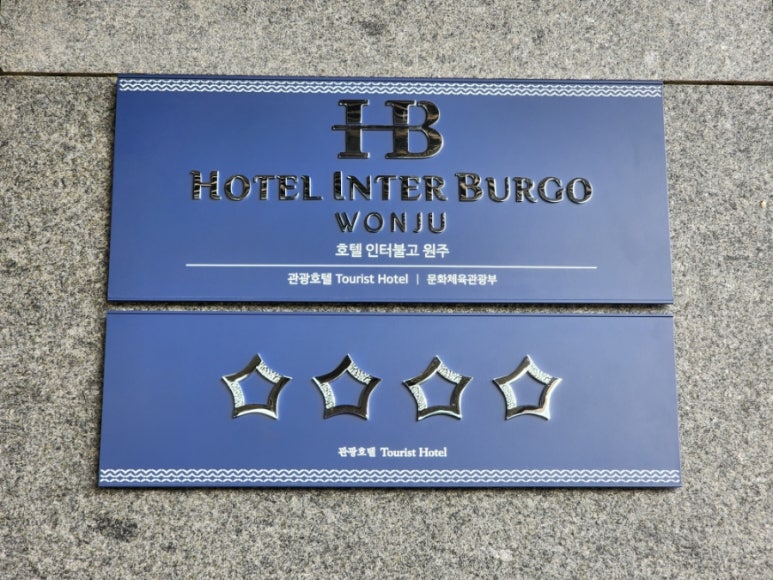 HB
HOTEL INTER BURGO
WONJU
호텔 인터불고 원주
관광호텔 Tourist Hotel | 문화체육관광부
관광호텔 Tourist Hotel